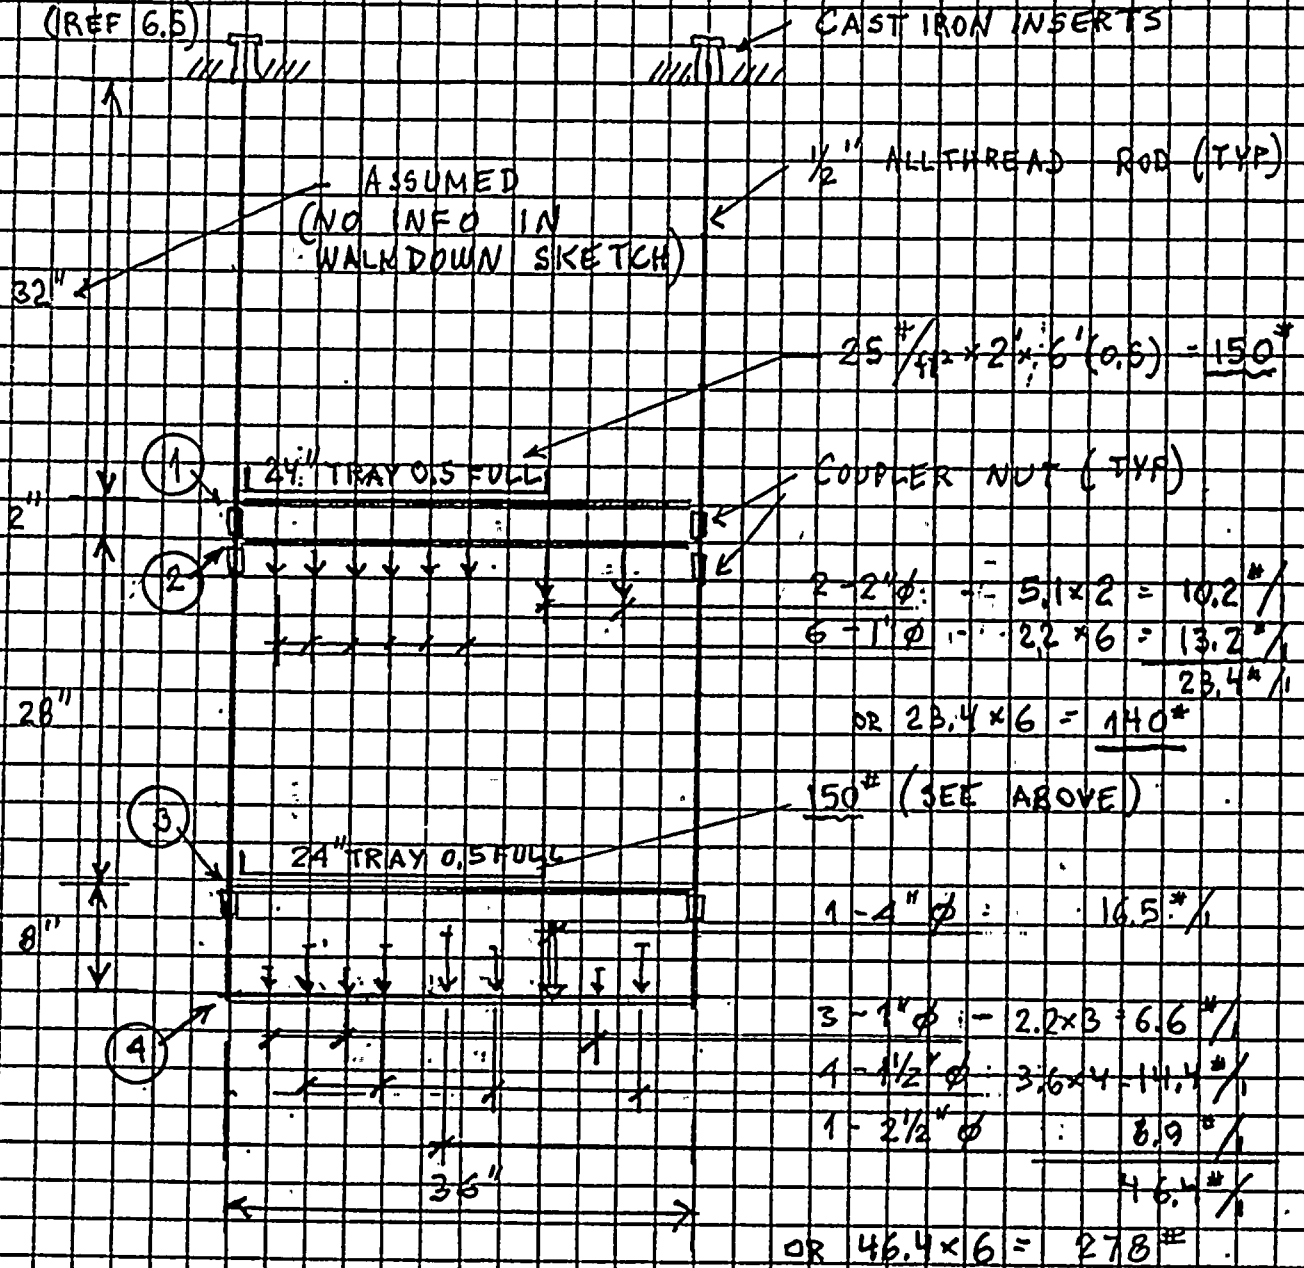 (REF 6.5)
CAST IRON INSERTS
1/2" ALLTHREAD ROD (TYP)
ASSUMED
(NO INFO IN
WALKDOWN SKETCH)
32"
25 #/ft² × 2' × 6' (0.5) = 150#
1
24" TRAY 0.5 FULL
COUPLER NUT (TYP)
2"
2
2 - 2" ø - 5.1×2 = 10.2 #/'
6 - 1" ø - 2.2×6 = 13.2 #/'
23.4 #/'
28"
OR 23.4×6 = 140#
150# (SEE ABOVE)
3
24" TRAY 0.5 FULL
1 - 4" ø : 16.5 #/'
8"
3 - 1" ø - 2.2×3 = 6.6 #/'
4
4 - 1 1/2" ø : 3.6×4 = 14.4 #/'
1 - 2 1/2" ø : 8.9 #/'
36"
46.4 #/'
OR 46.4×6 = 278#